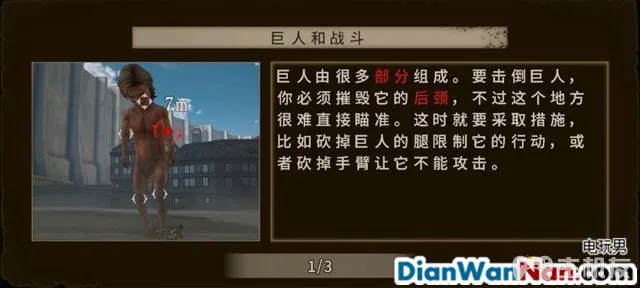 巨人和战斗
7m
巨人由很多部分组成。要击倒巨人，
你必须摧毁它的后颈，不过这个地方
很难直接瞄准。这时就要采取措施，
比如砍掉巨人的腿限制它的行动，或
者砍掉手臂让它不能攻击。
1/3
电玩男
DianWanNan.com